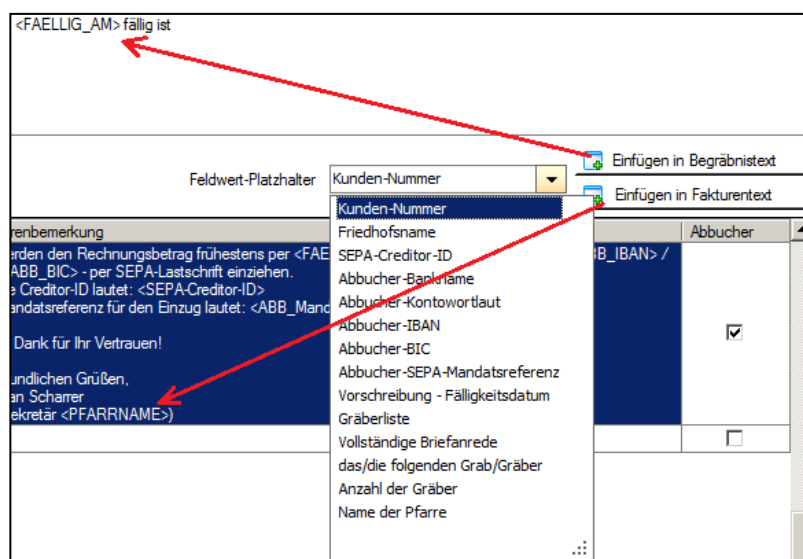 <FAELLIG_AM> fällig ist
Einfügen in Begräbnistext
Feldwert-Platzhalter Kunden-Nummer
Einfügen in Fakturentext
Kunden-Nummer
Friedhofsname
SEPA-Creditor-ID
Abbucher-Bankname
Abbucher-Kontowortlaut
Abbucher-IBAN
Abbucher-BIC
Abbucher-SEPA-Mandatsreferenz
Vorschreibung - Fälligkeitsdatum
Gräberliste
Vollständige Briefanrede
das/die folgenden Grab/Gräber
Anzahl der Gräber
Name der Pfarre
renbemerkung Abbucher
erden den Rechnungsbetrag frühestens per <FAE BB_IBAN> /
ABB_BIC> - per SEPA-Lastschrift einziehen.
e Creditor-ID lautet: <SEPA-Creditor-ID>
andatsreferenz für den Einzug lautet: <ABB_Mand
Dank für Ihr Vertrauen!
undlichen Grüßen,
an Scharrer
ekretär <PFARRNAME>)